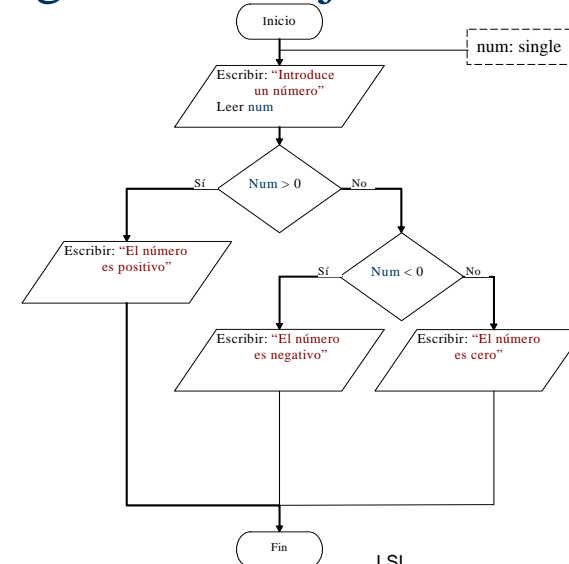 Inicio
num: single
Escribir: “Introduce
un número”
Leer num
Num > 0
Sí
No
Escribir: “El número
es positivo”
Num < 0
Sí
No
Escribir: “El número
es negativo”
Escribir: “El número
es cero”
Fin